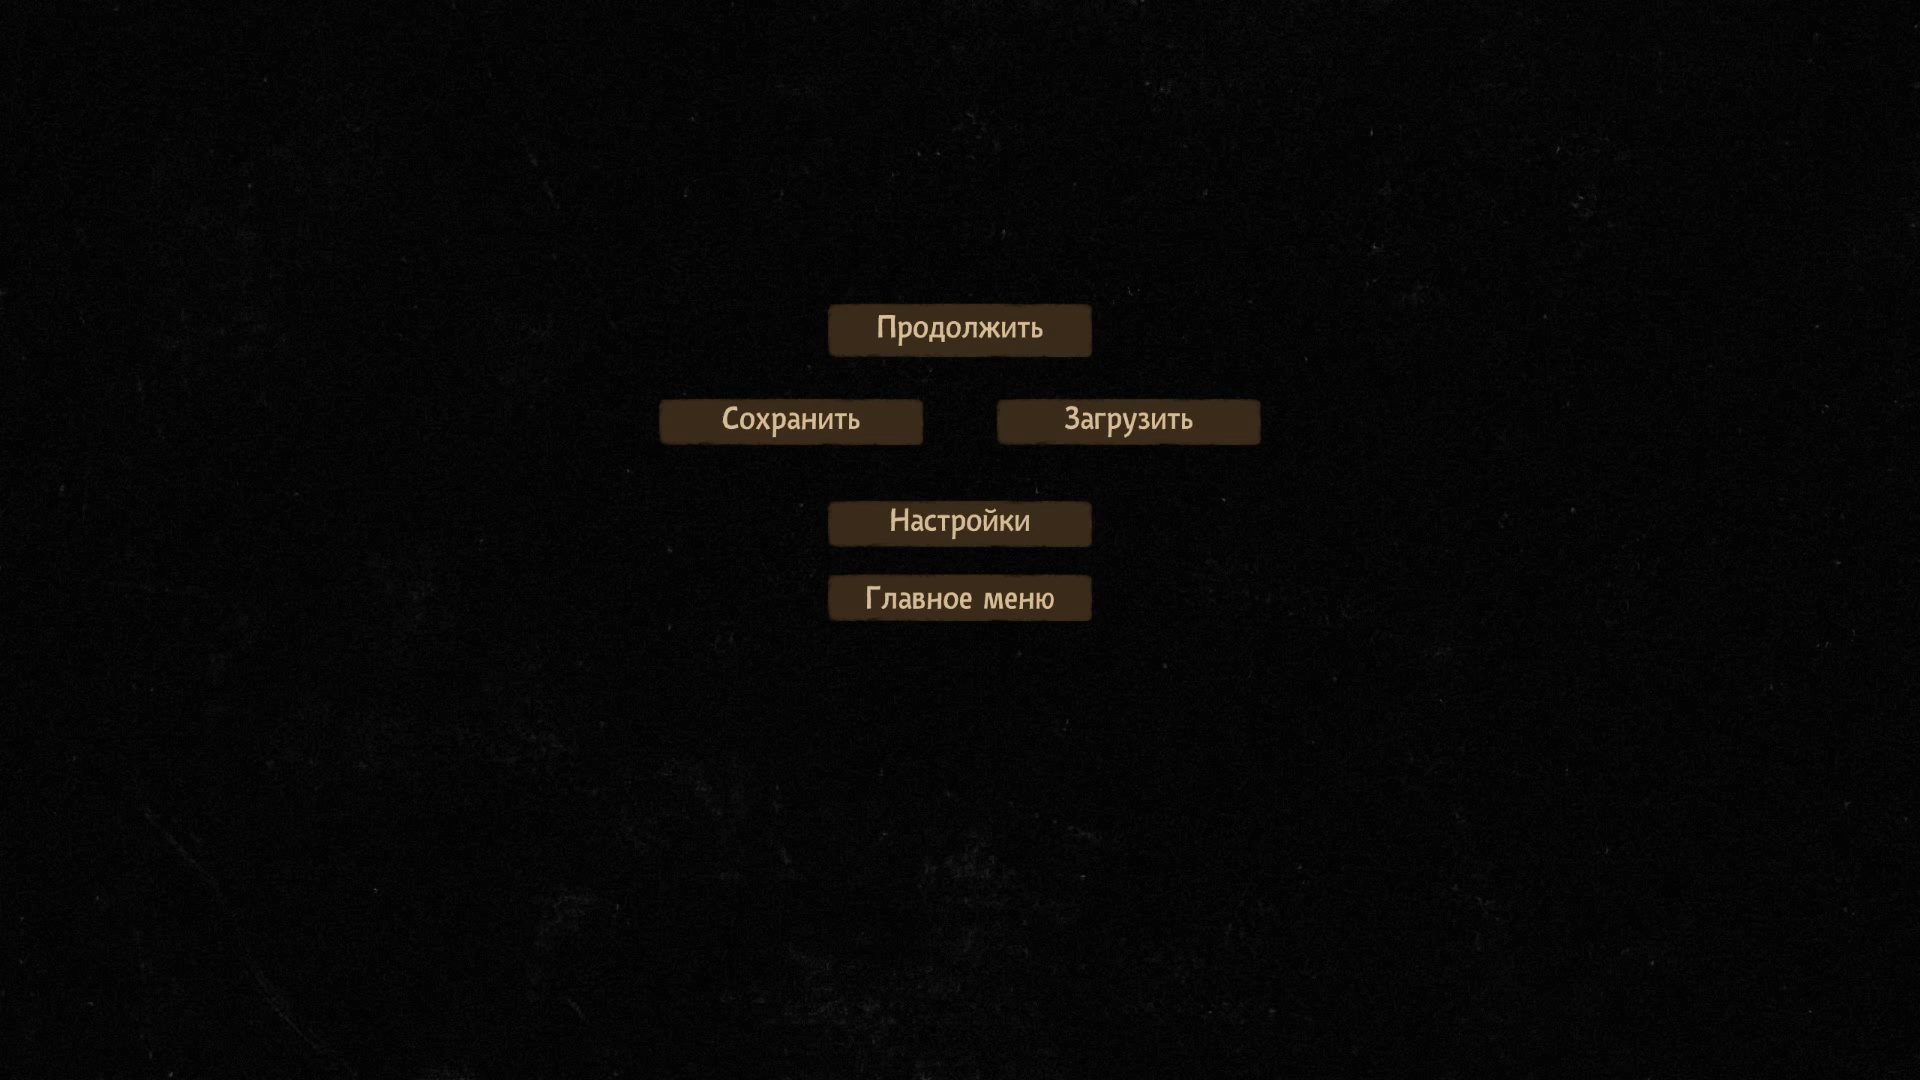 Продолжить
Сохранить
Загрузить
Настройки
Главное меню